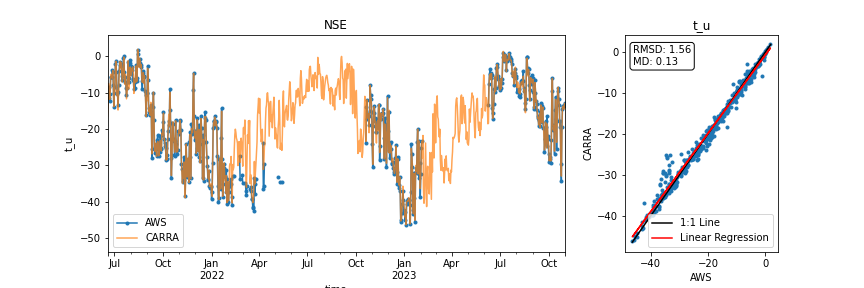 NSE
t_u
0
−10
−20
−30
−40
−50
AWS
CARRA
Jul
Oct
Jan
2022
Apr
Jul
Oct
Jan
2023
Apr
Jul
Oct
time
t_u
CARRA
0
−10
−20
−30
−40
RMSD: 1.56
MD: 0.13
1:1 Line
Linear Regression
−40
−20
0
AWS